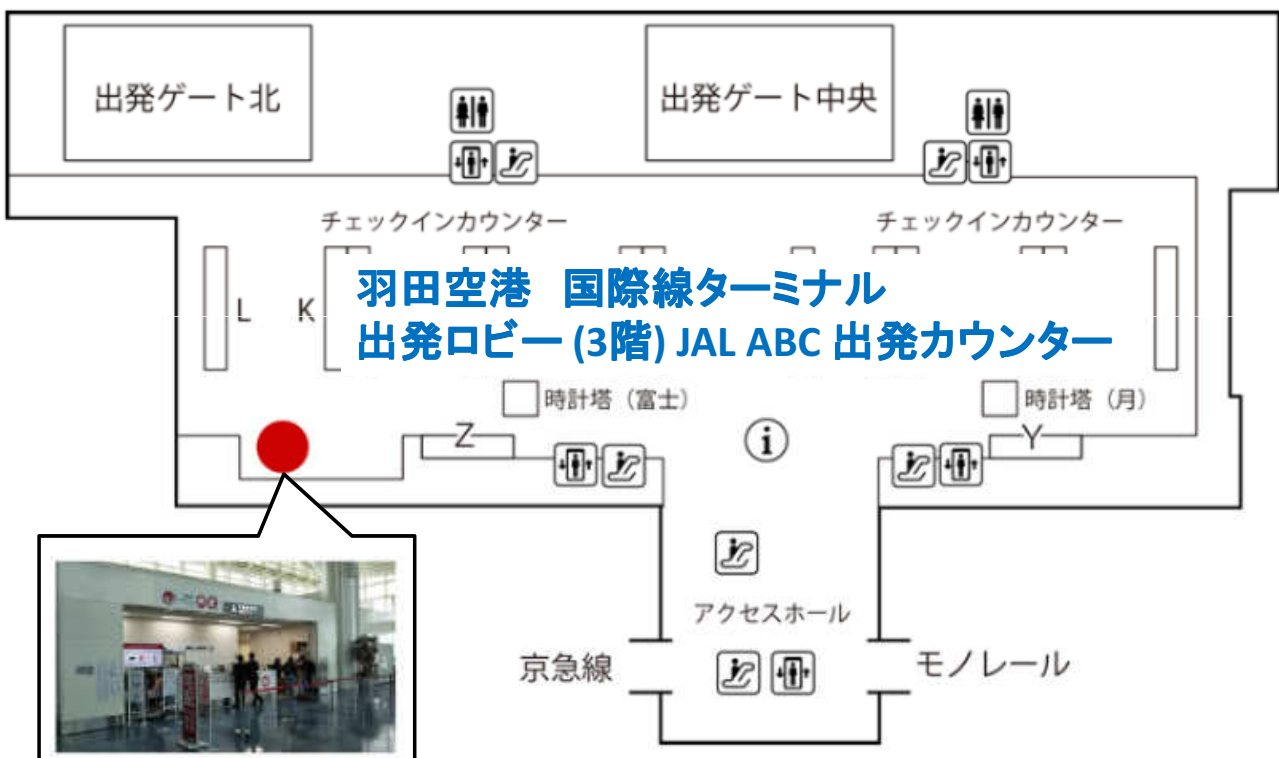 出発ゲート北
出発ゲート中央
チェックインカウンター
チェックインカウンター
L
K
羽田空港 国際線ターミナル
出発ロビー (3階) JAL ABC 出発カウンター
時計塔（富士）
時計塔（月）
Z
i
Y
アクセスホール
京急線
モノレール